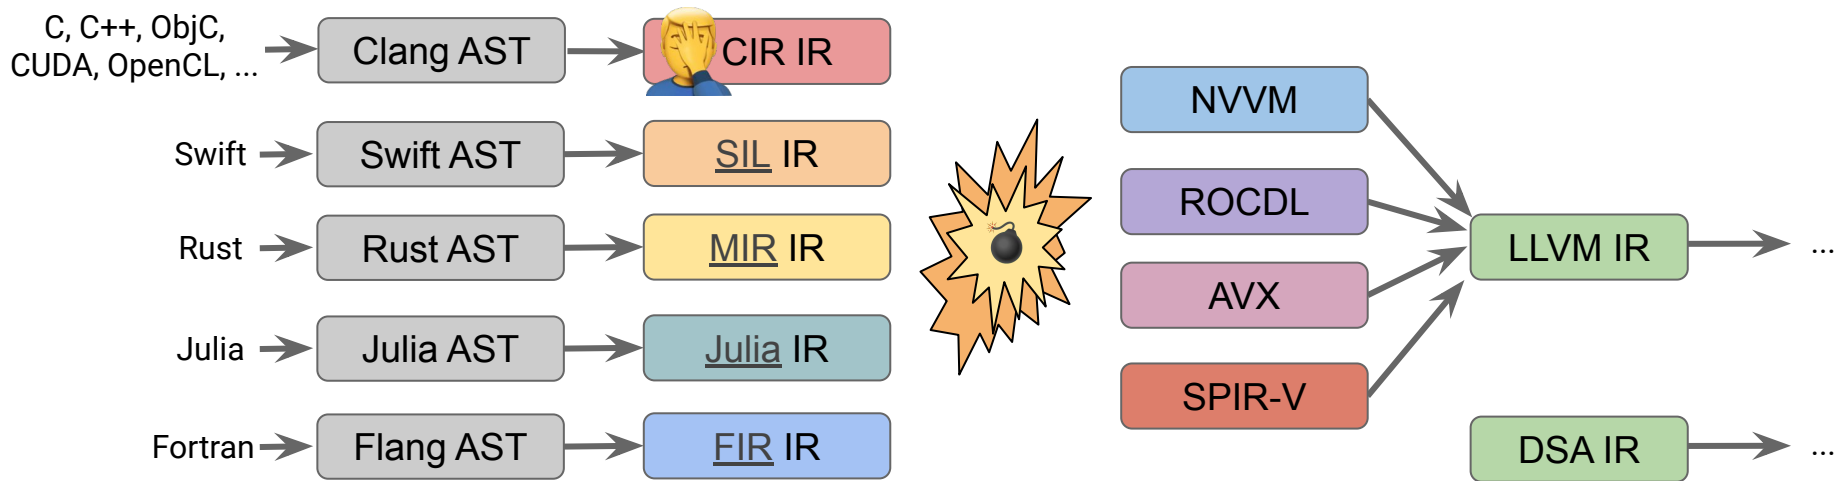 C, C++, ObjC,
CUDA, OpenCL, ...
Clang AST
CIR IR
Swift
Swift AST
SIL IR
Rust
Rust AST
MIR IR
Julia
Julia AST
Julia IR
Fortran
Flang AST
FIR IR
NVVM
ROCDL
AVX
SPIR-V
LLVM IR
...
DSA IR
...